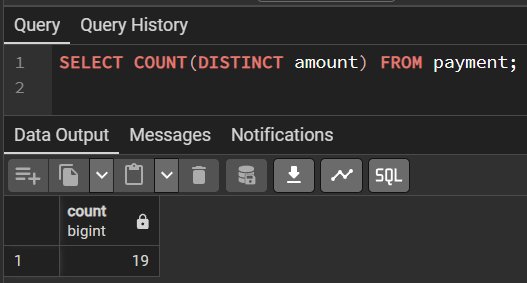 Query Query History
1 SELECT COUNT(DISTINCT amount) FROM payment;
2
Data Output Messages Notifications
SQL
count
bigint
1 19